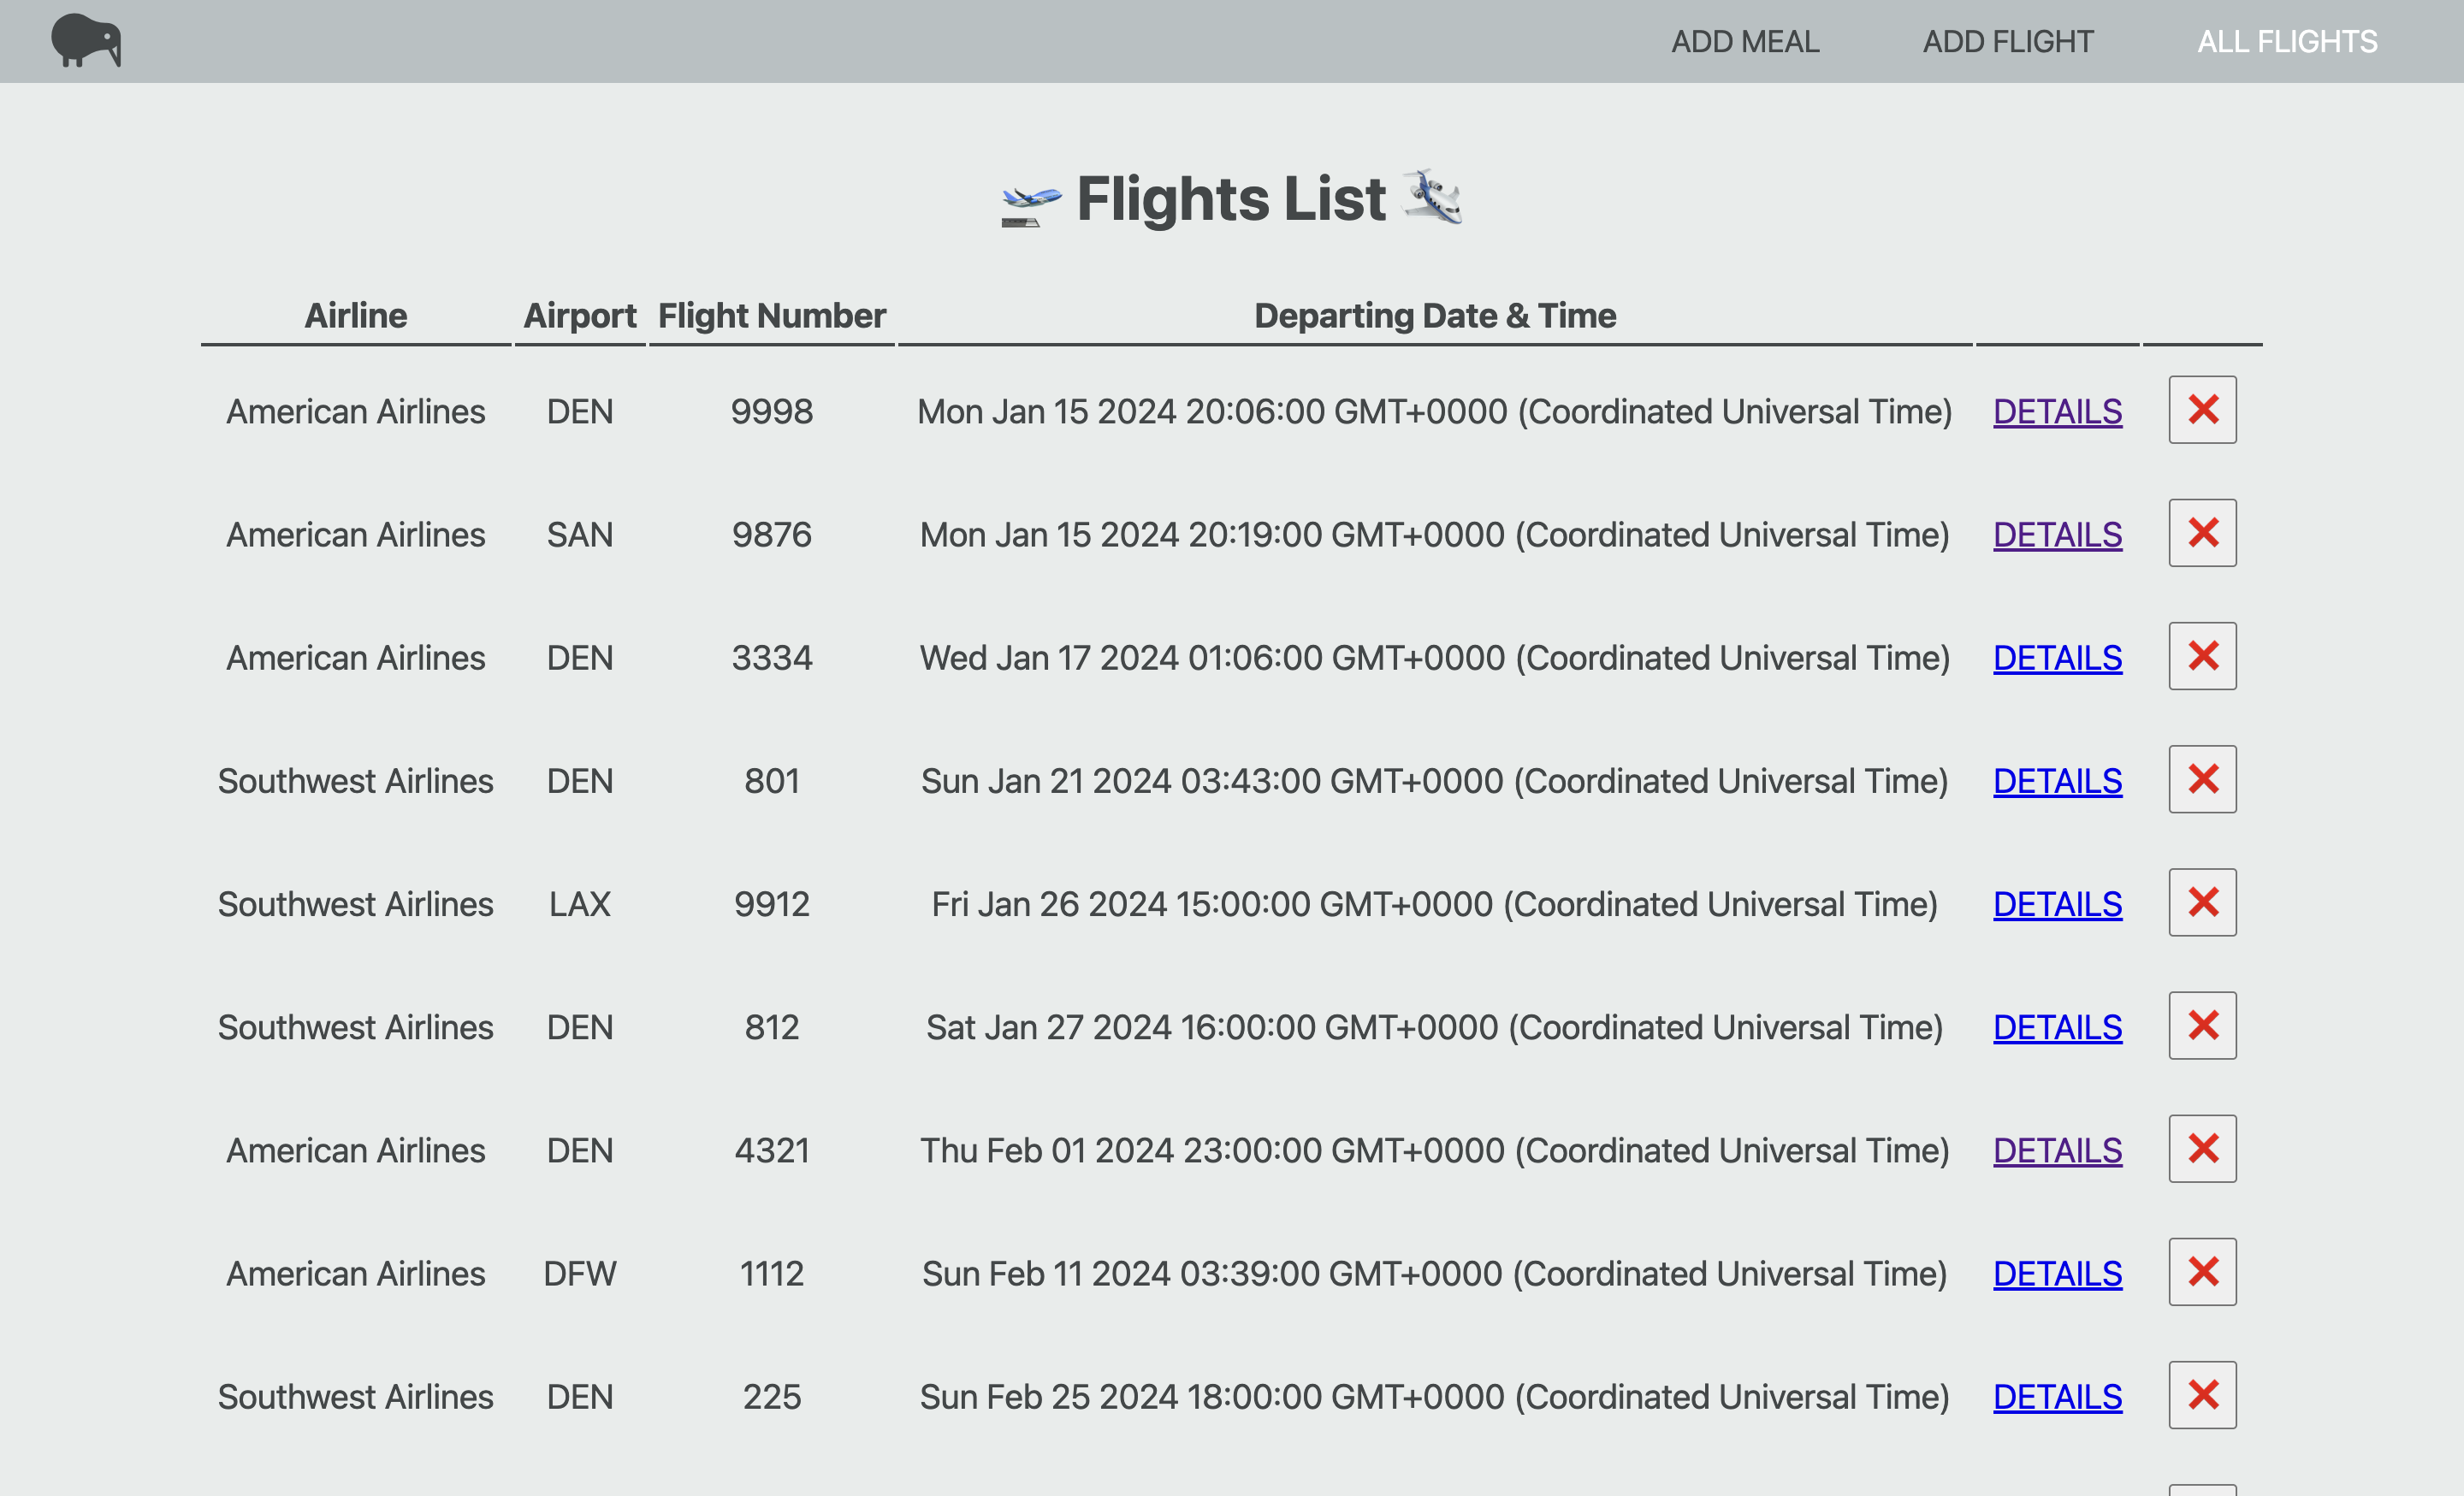 ADD MEAL ADD FLIGHT ALL FLIGHTS
Flights List
Airline Airport Flight Number Departing Date & Time
American Airlines DEN 9998 Mon Jan 15 2024 20:06:00 GMT+0000 (Coordinated Universal Time) DETAILS
American Airlines SAN 9876 Mon Jan 15 2024 20:19:00 GMT+0000 (Coordinated Universal Time) DETAILS
American Airlines DEN 3334 Wed Jan 17 2024 01:06:00 GMT+0000 (Coordinated Universal Time) DETAILS
Southwest Airlines DEN 801 Sun Jan 21 2024 03:43:00 GMT+0000 (Coordinated Universal Time) DETAILS
Southwest Airlines LAX 9912 Fri Jan 26 2024 15:00:00 GMT+0000 (Coordinated Universal Time) DETAILS
Southwest Airlines DEN 812 Sat Jan 27 2024 16:00:00 GMT+0000 (Coordinated Universal Time) DETAILS
American Airlines DEN 4321 Thu Feb 01 2024 23:00:00 GMT+0000 (Coordinated Universal Time) DETAILS
American Airlines DFW 1112 Sun Feb 11 2024 03:39:00 GMT+0000 (Coordinated Universal Time) DETAILS
Southwest Airlines DEN 225 Sun Feb 25 2024 18:00:00 GMT+0000 (Coordinated Universal Time) DETAILS